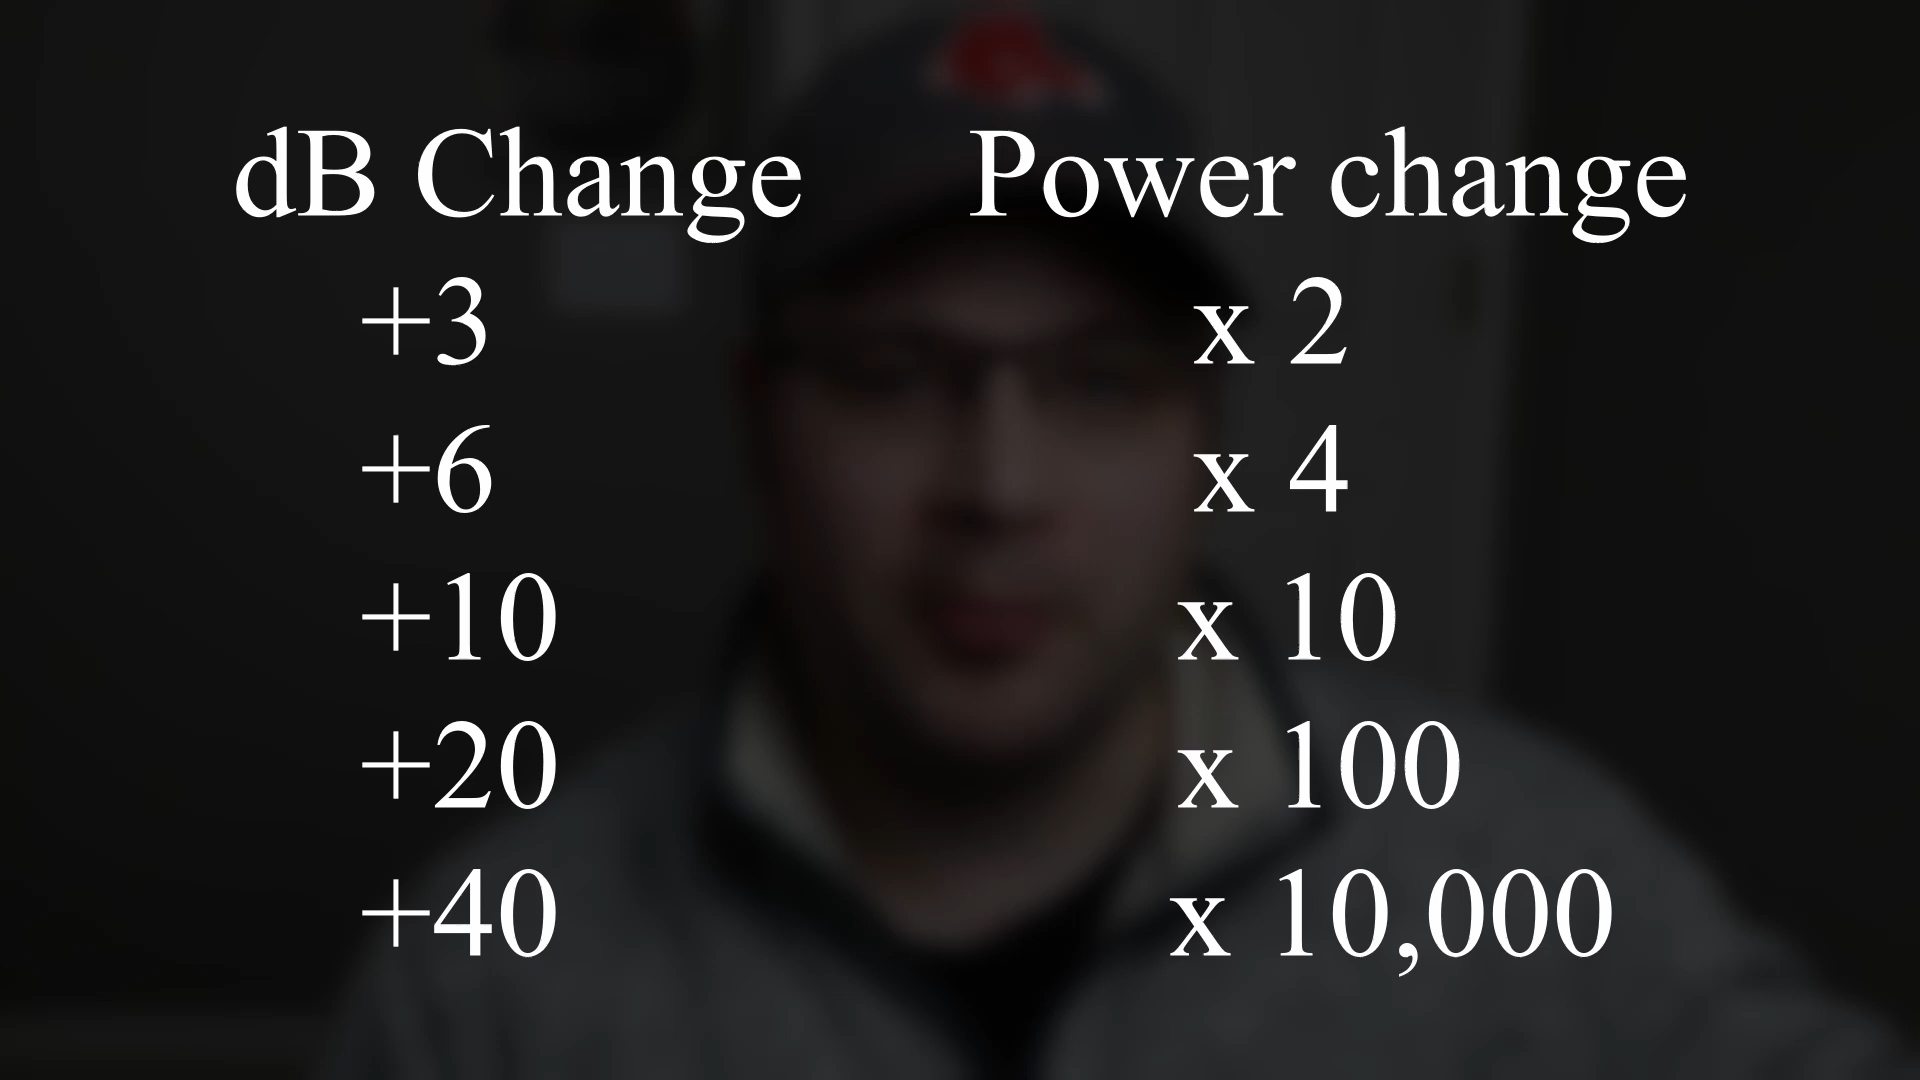 dB Change Power change
+3 x 2
+6 x 4
+10 x 10
+20 x 100
+40 x 10,000